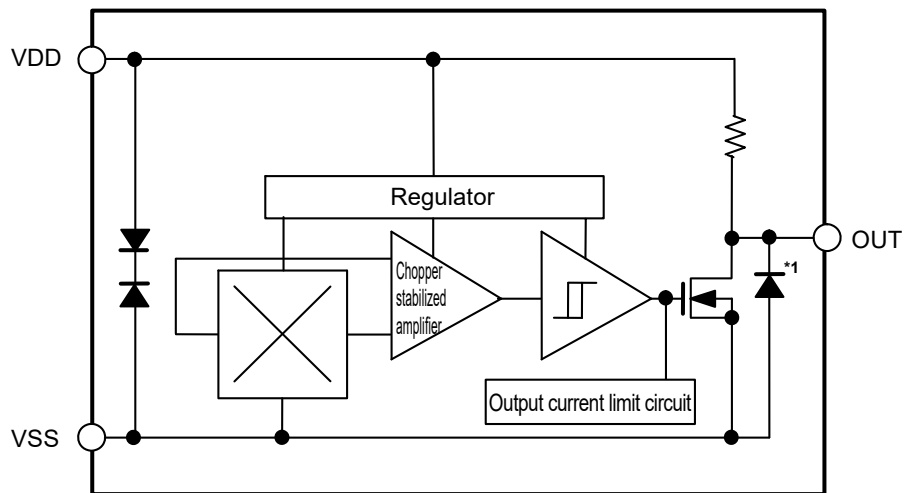 VDD
Regulator
OUT
*1
Chopper
stabilized
amplifier
Output current limit circuit
VSS